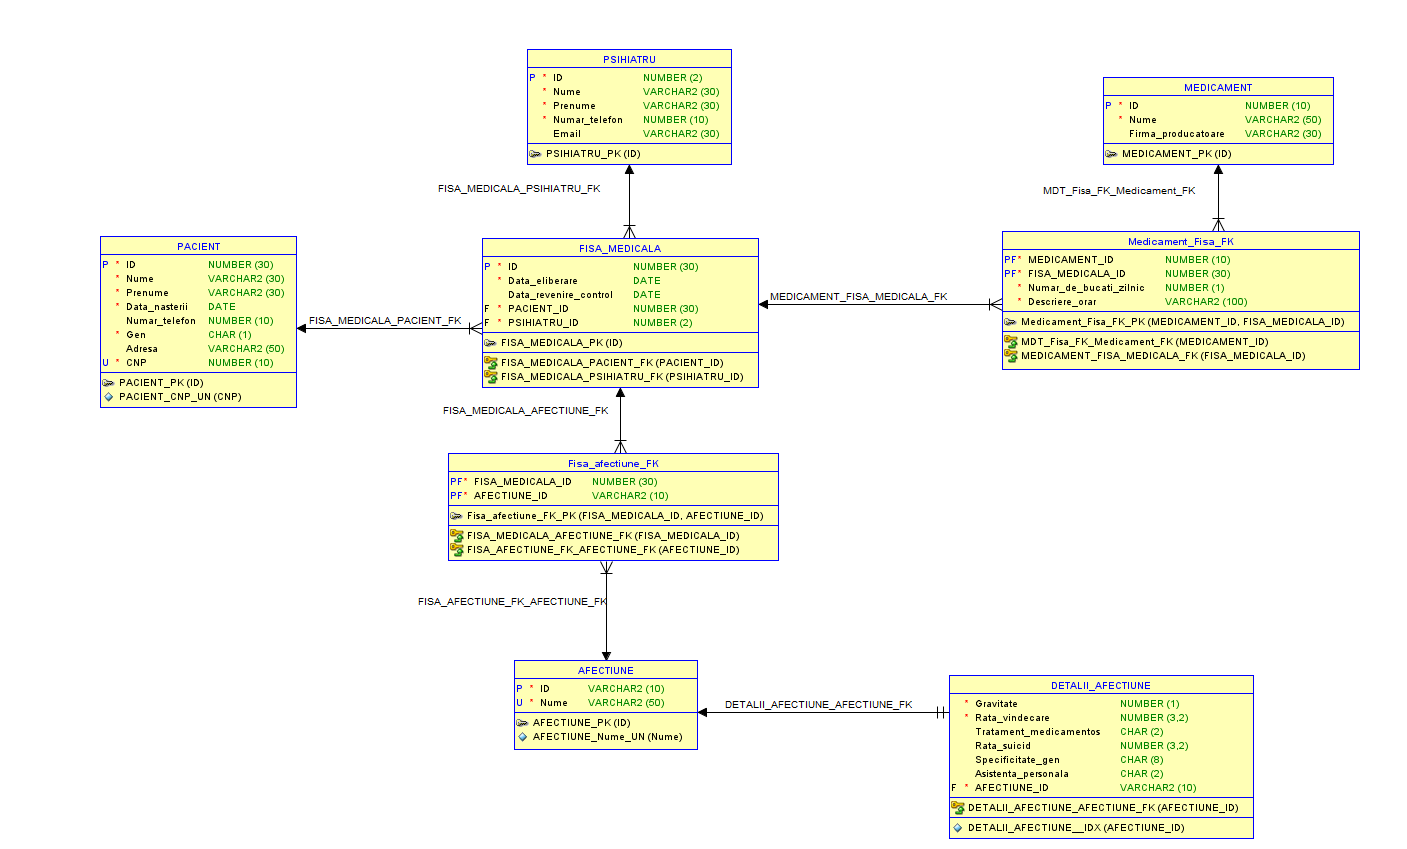 PSIHIATRU
P * ID NUMBER (2)
* Nume VARCHAR2 (30)
* Prenume VARCHAR2 (30)
* Numar_telefon NUMBER (10)
Email VARCHAR2 (30)
PSIHIATRU_PK (ID)
MEDICAMENT
P * ID NUMBER (10)
* Nume VARCHAR2 (50)
Firma_producatoare VARCHAR2 (30)
MEDICAMENT_PK (ID)
FISA_MEDICALA_PSIHIATRU_FK
MDT_Fisa_FK_Medicament_FK
PACIENT
P * ID NUMBER (30)
* Nume VARCHAR2 (30)
* Prenume VARCHAR2 (30)
* Data_nasterii DATE
Numar_telefon NUMBER (10)
* Gen CHAR (1)
Adresa VARCHAR2 (50)
U * CNP NUMBER (10)
PACIENT_PK (ID)
PACIENT_CNP_UN (CNP)
FISA_MEDICALA_PACIENT_FK
FISA_MEDICALA
P * ID NUMBER (30)
* Data_eliberare DATE
Data_revenire_control DATE
F * PACIENT_ID NUMBER (30)
F * PSIHIATRU_ID NUMBER (2)
FISA_MEDICALA_PK (ID)
FISA_MEDICALA_PACIENT_FK (PACIENT_ID)
FISA_MEDICALA_PSIHIATRU_FK (PSIHIATRU_ID)
MEDICAMENT_FISA_MEDICALA_FK
Medicament_Fisa_FK
PF* MEDICAMENT_ID NUMBER (10)
PF* FISA_MEDICALA_ID NUMBER (30)
* Numar_de_bucati_zilnic NUMBER (1)
* Descriere_orar VARCHAR2 (100)
Medicament_Fisa_FK_PK (MEDICAMENT_ID, FISA_MEDICALA_ID)
MDT_Fisa_FK_Medicament_FK (MEDICAMENT_ID)
MEDICAMENT_FISA_MEDICALA_FK (FISA_MEDICALA_ID)
FISA_MEDICALA_AFECTIUNE_FK
Fisa_afectiune_FK
PF* FISA_MEDICALA_ID NUMBER (30)
PF* AFECTIUNE_ID VARCHAR2 (10)
Fisa_afectiune_FK_PK (FISA_MEDICALA_ID, AFECTIUNE_ID)
FISA_MEDICALA_AFECTIUNE_FK (FISA_MEDICALA_ID)
FISA_AFECTIUNE_FK_AFECTIUNE_FK (AFECTIUNE_ID)
FISA_AFECTIUNE_FK_AFECTIUNE_FK
AFECTIUNE
P * ID VARCHAR2 (10)
U * Nume VARCHAR2 (50)
AFECTIUNE_PK (ID)
AFECTIUNE_Nume_UN (Nume)
DETALII_AFECTIUNE_AFECTIUNE_FK
DETALII_AFECTIUNE
* Gravitate NUMBER (1)
* Rata_vindecare NUMBER (3,2)
Tratament_medicamentos CHAR (2)
Rata_suicid NUMBER (3,2)
Specificitate_gen CHAR (8)
Asistenta_personala CHAR (2)
F * AFECTIUNE_ID VARCHAR2 (10)
DETALII_AFECTIUNE_AFECTIUNE_FK (AFECTIUNE_ID)
DETALII_AFECTIUNE__IDX (AFECTIUNE_ID)